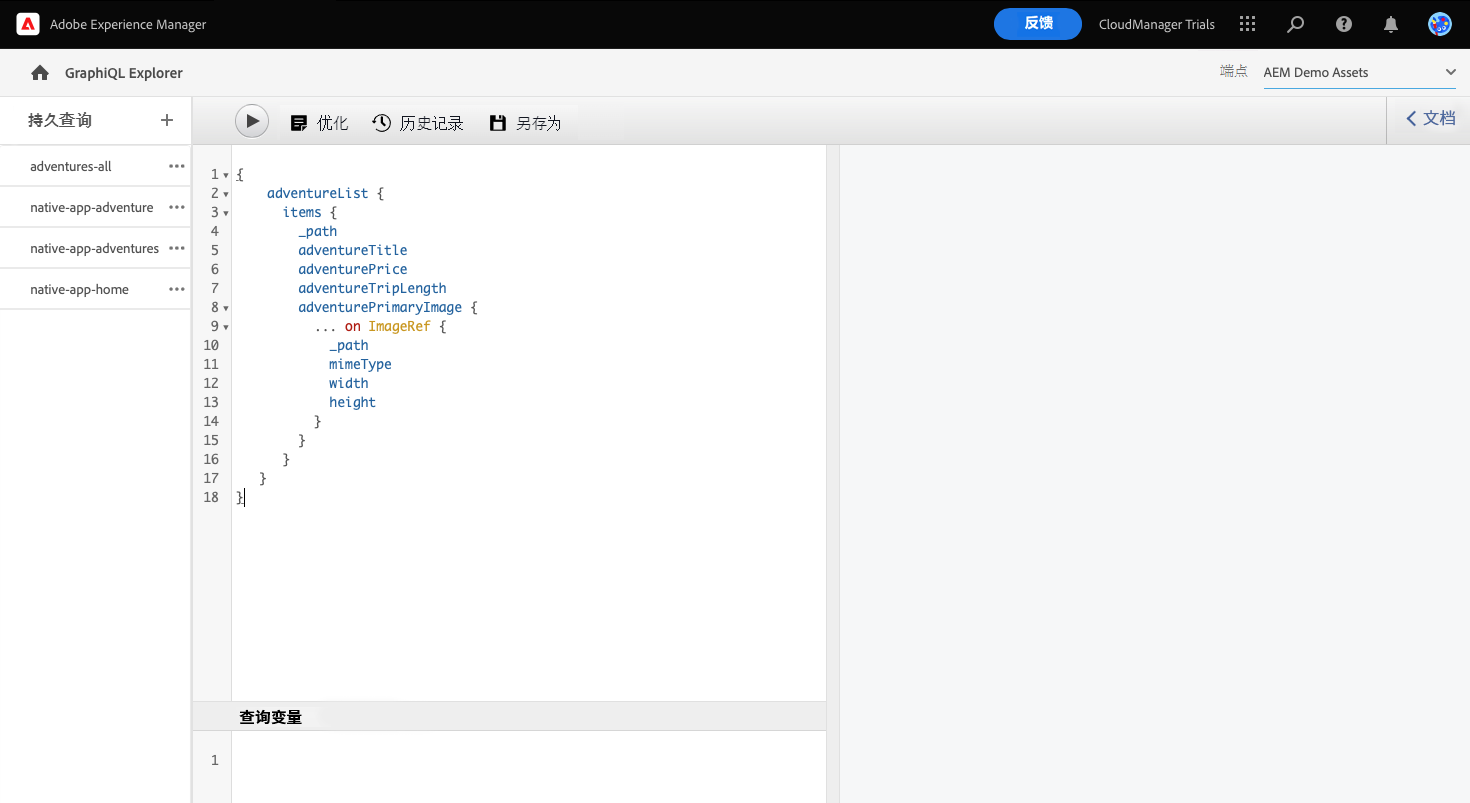 Adobe Experience Manager
反馈
CloudManager Trials
GraphiQL Explorer
端点
AEM Demo Assets
持久查询 +
优化 历史记录 另存为
文档
adventures-all
native-app-adventure
native-app-adventures
native-app-home
1 {
2 adventureList {
3 items {
4 _path
5 adventureTitle
6 adventurePrice
7 adventureTripLength
8 adventurePrimaryImage {
9 ... on ImageRef {
10 _path
11 mimeType
12 width
13 height
14 }
15 }
16 }
17 }
18 }
查询变量
1